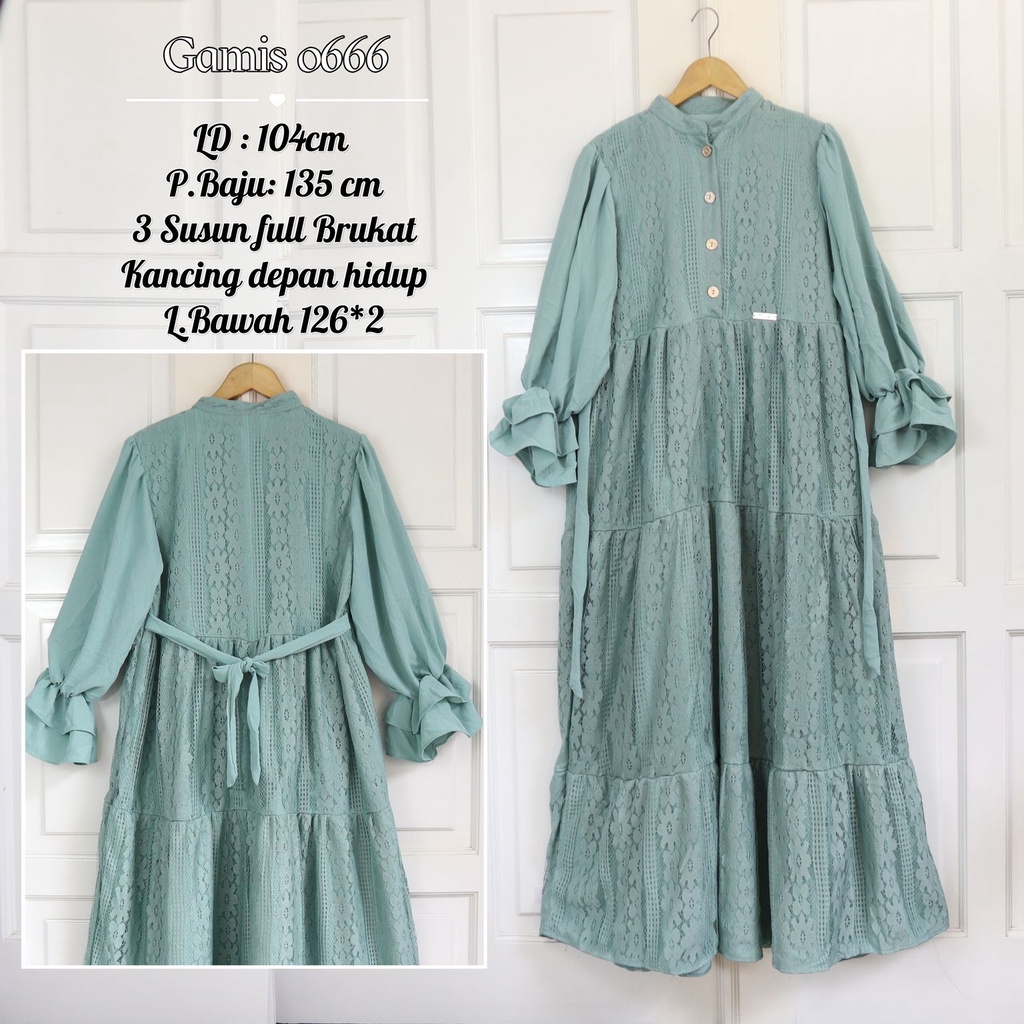 Gamis o666
LD : 104cm
P.Baju: 135 cm
3 Susun full Brukat
Kancing depan hidup
L.Bawah 126*2